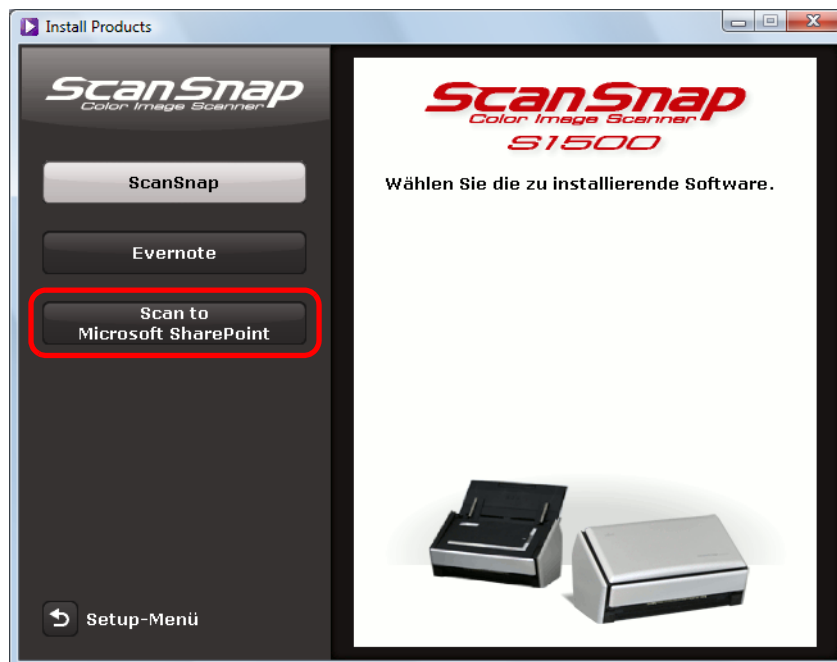 Install Products
ScanSnap
Color Image Scanner
ScanSnap
Evernote
Scan to
Microsoft SharePoint
Setup-Menü
ScanSnap
Color Image Scanner
S1500
Wählen Sie die zu installierende Software.